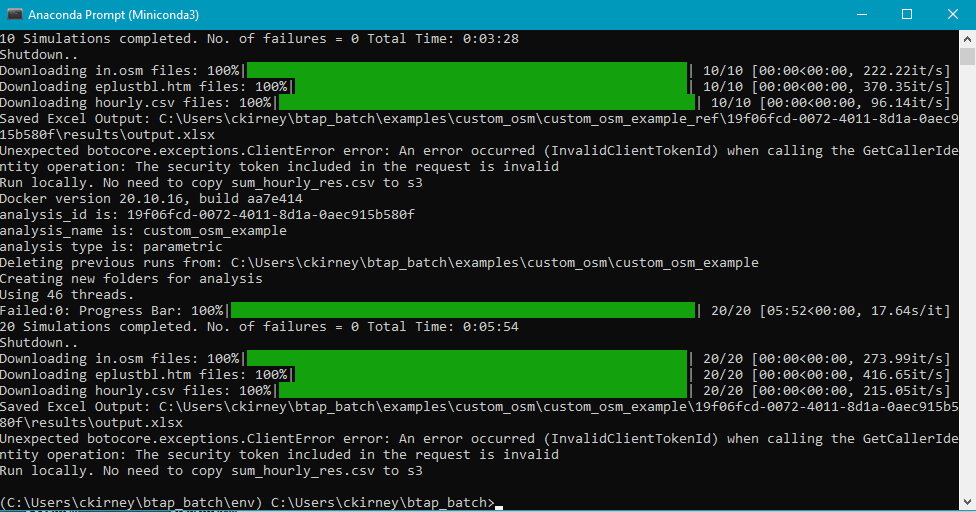 Anaconda Prompt (Miniconda3)
10 Simulations completed. No. of failures = 0 Total Time: 0:03:28
Shutdown..
Downloading in.osm files: 100%| | 10/10 [00:00<00:00, 222.22it/s]
Downloading eplustbl.htm files: 100%| | 10/10 [00:00<00:00, 370.35it/s]
Downloading hourly.csv files: 100%| | 10/10 [00:00<00:00, 96.14it/s]
Saved Excel Output: C:\Users\ckirney\btap_batch\examples\custom_osm\custom_osm_example_ref\19f06fcd-0072-4011-8d1a-0aec9
15b580f\results\output.xlsx
Unexpected botocore.exceptions.ClientError error: An error occurred (InvalidClientTokenId) when calling the GetCallerIde
ntity operation: The security token included in the request is invalid
Run locally. No need to copy sum_hourly_res.csv to s3
Docker version 20.10.16, build aa7e414
analysis_id is: 19f06fcd-0072-4011-8d1a-0aec915b580f
analysis_name is: custom_osm_example
analysis type is: parametric
Deleting previous runs from: C:\Users\ckirney\btap_batch\examples\custom_osm\custom_osm_example
Creating new folders for analysis
Using 46 threads.
Failed:0: Progress Bar: 100%| | 20/20 [05:52<00:00, 17.64s/it]
20 Simulations completed. No. of failures = 0 Total Time: 0:05:54
Shutdown..
Downloading in.osm files: 100%| | 20/20 [00:00<00:00, 273.99it/s]
Downloading eplustbl.htm files: 100%| | 20/20 [00:00<00:00, 416.65it/s]
Downloading hourly.csv files: 100%| | 20/20 [00:00<00:00, 215.05it/s]
Saved Excel Output: C:\Users\ckirney\btap_batch\examples\custom_osm\custom_osm_example\19f06fcd-0072-4011-8d1a-0aec915b5
80f\results\output.xlsx
Unexpected botocore.exceptions.ClientError error: An error occurred (InvalidClientTokenId) when calling the GetCallerIde
ntity operation: The security token included in the request is invalid
Run locally. No need to copy sum_hourly_res.csv to s3
(C:\Users\ckirney\btap_batch\env) C:\Users\ckirney\btap_batch>